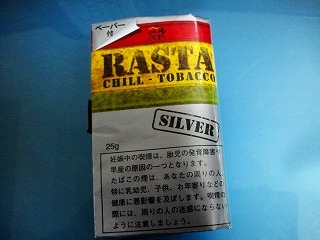 ペーパー
付
RASTA
CHILL - TOBACCO
SILVER
25g
妊娠中の喫煙は、胎児の発育障害や
早産の原因の一つとなります。
たばこの煙は、あなたの周りの人、
特に乳幼児、子供、お年寄りなどの
健康に悪影響を及ぼします。喫煙の
際には、周りの人の迷惑にならない
ように注意しましょう。